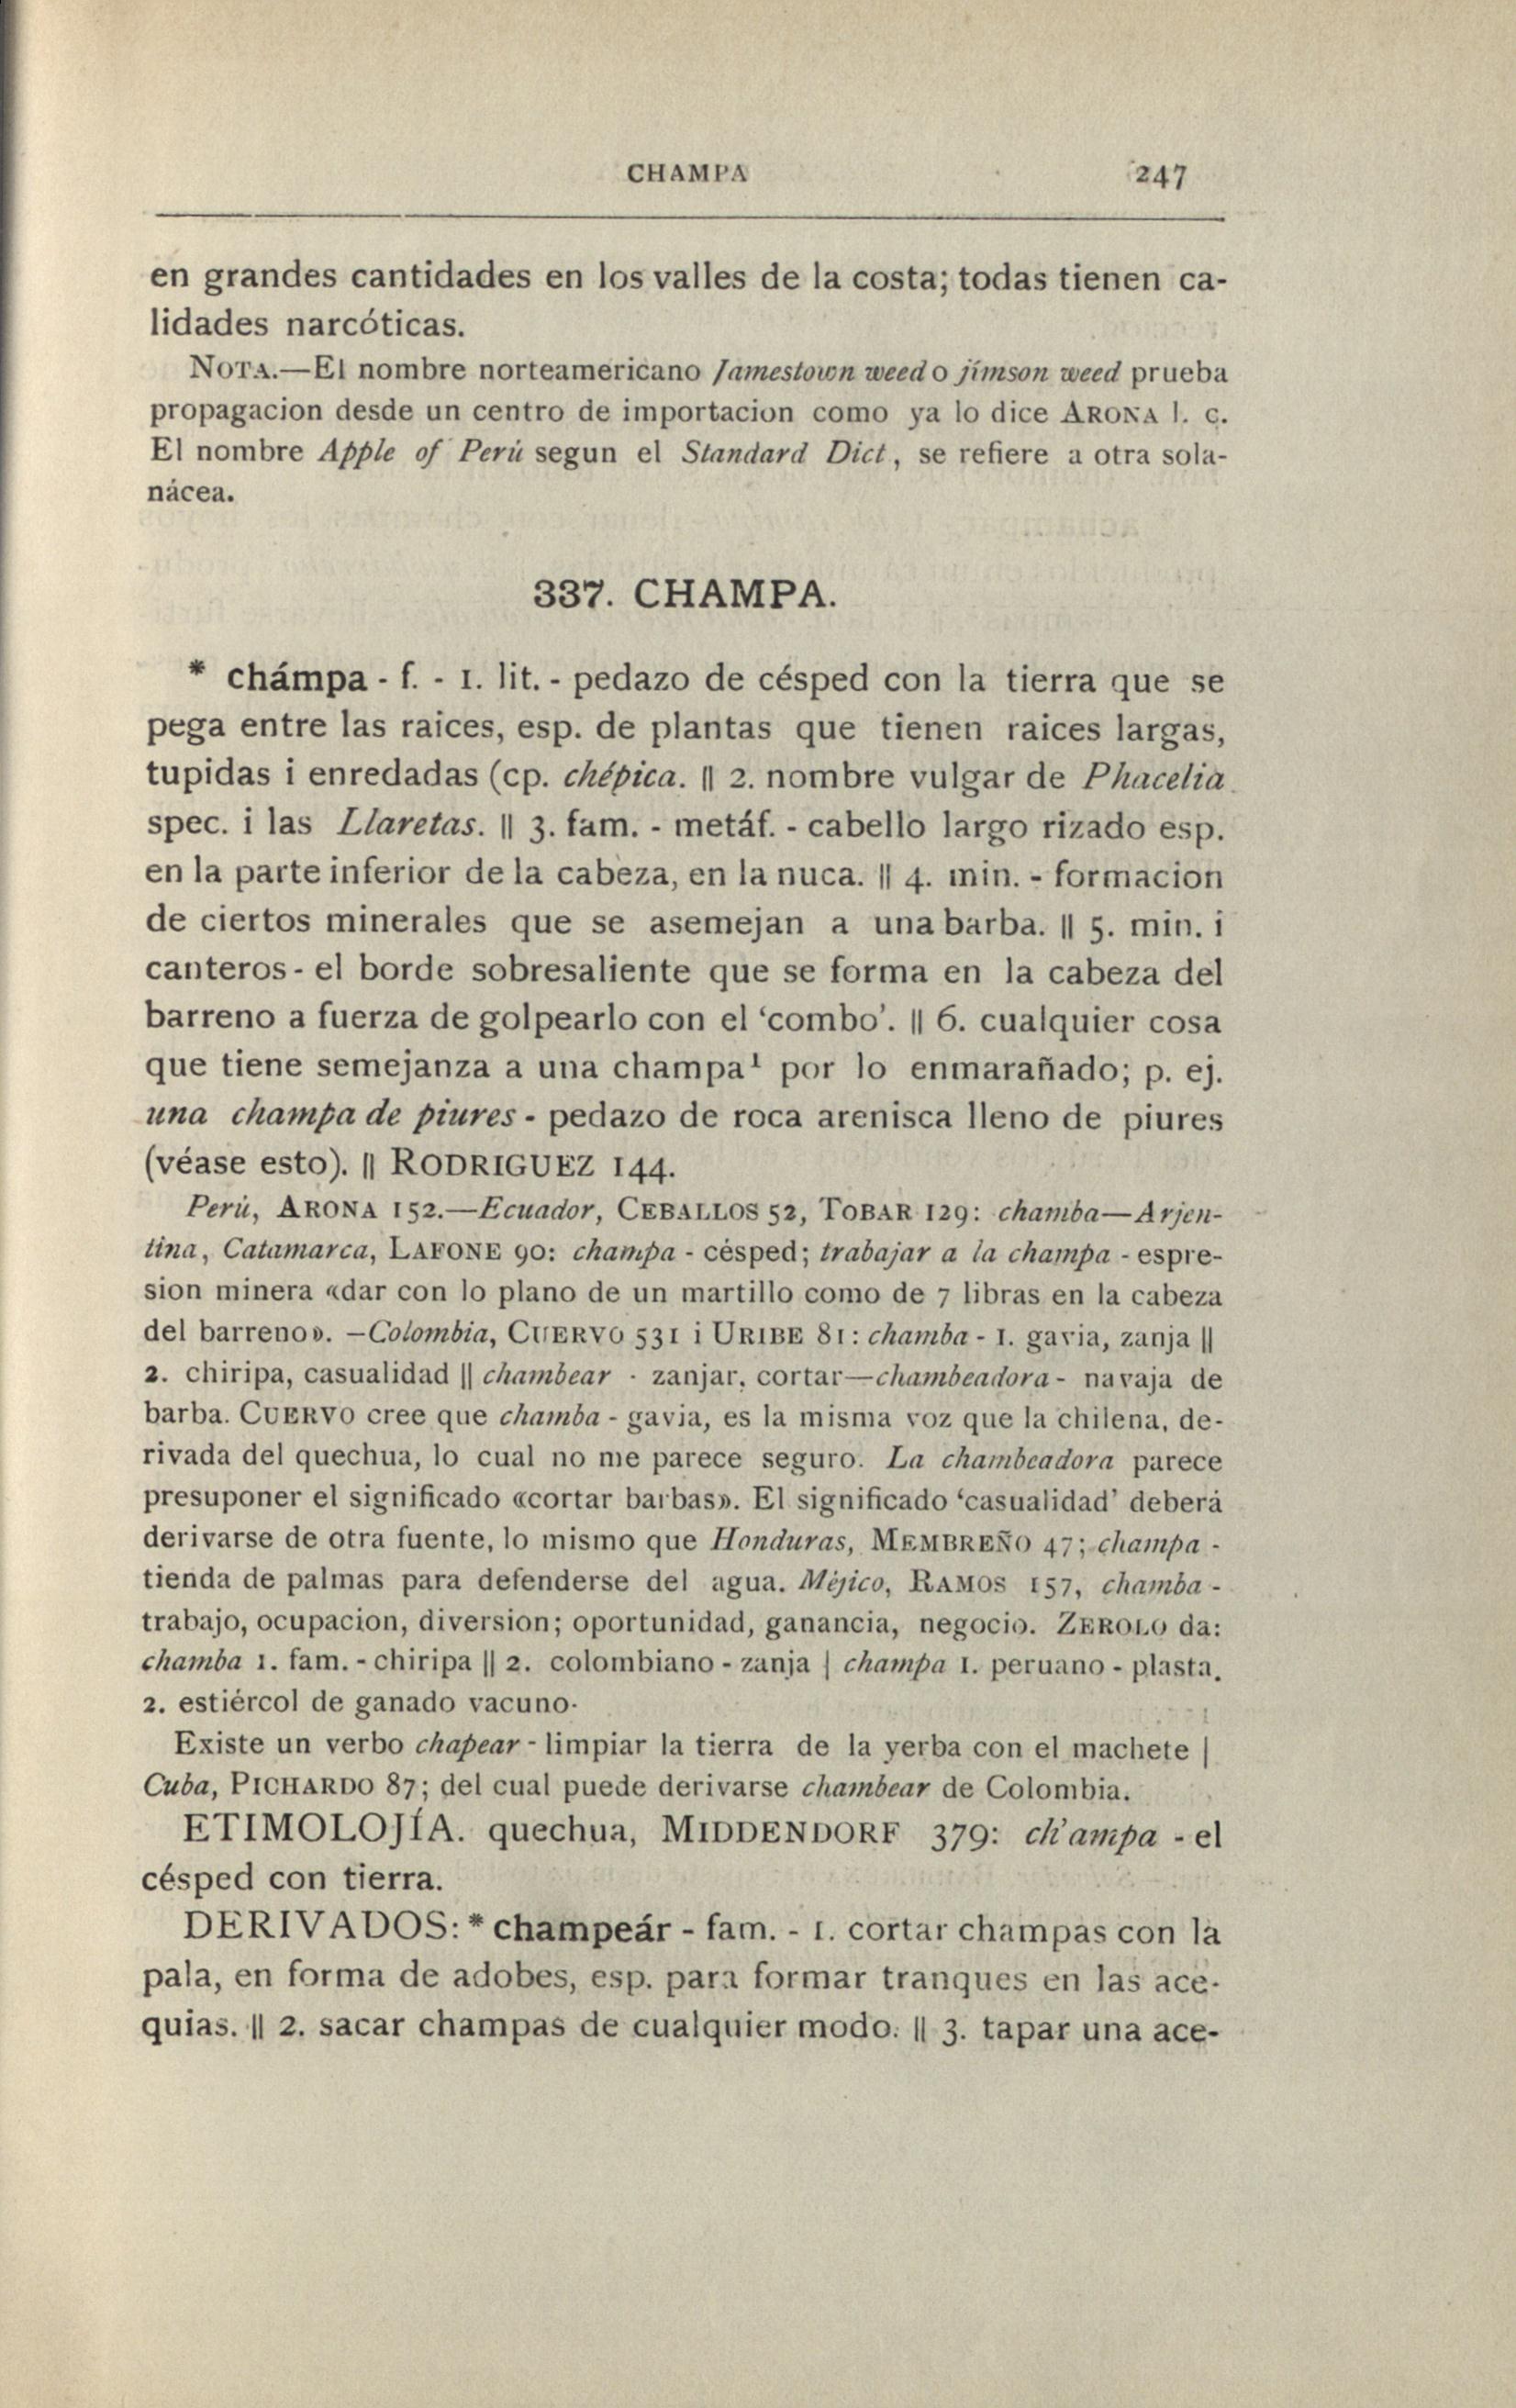 CHAMPA 247
en grandes cantidades en los valles de la costa; todas tienen ca-
lidades narcóticas.
NOTA.—El nombre norteamericano Jamestown weed o jimson weed prueba
propagacion desde un centro de importacion como ya lo dice ARONA l. c.
El nombre Apple of Perú segun el Standard Dict, se refiere a otra sola-
nácea.
337. CHAMPA.
* chámpa - f. - 1. lit. - pedazo de césped con la tierra que se
pega entre las raices, esp. de plantas que tienen raices largas,
tupidas i enredadas (cp. chépica. || 2. nombre vulgar de Phacelia
spec. i las Llaretas. || 3. fam. - metáf. - cabello largo rizado esp.
en la parte inferior de la cabeza, en la nuca. || 4. min. - formacion
de ciertos minerales que se asemejan a una barba. || 5. min. i
canteros - el borde sobresaliente que se forma en la cabeza del
barreno a fuerza de golpearlo con el ‘combo’. || 6. cualquier cosa
que tiene semejanza a una champa¹ por lo enmarañado; p. ej.
una champa de piures - pedazo de roca arenisca lleno de piures
(véase esto). || RODRIGUEZ 144.
Perú, ARONA 152.—Ecuador, CEBALLOS 52, TOBAR 129: chamba—Arjen-
tina, Catamarca, LAFONE 90: champa - césped; trabajar a la champa - espre-
sion minera «dar con lo plano de un martillo como de 7 libras en la cabeza
del barreno». —Colombia, CUERVO 531 i URIBE 81: chamba - 1. gavia, zanja ||
2. chiripa, casualidad || chambear - zanjar, cortar—chambeadora - navaja de
barba. CUERVO cree que chamba - gavia, es la misma voz que la chilena, de-
rivada del quechua, lo cual no me parece seguro. La chambeadora parece
presuponer el significado «cortar barbas». El significado ‘casualidad’ deberá
derivarse de otra fuente, lo mismo que Honduras, MEMBREÑO 47; champa -
tienda de palmas para defenderse del agua. Méjico, RAMOS 157, chamba -
trabajo, ocupacion, diversion; oportunidad, ganancia, negocio. ZEROLO da:
chamba 1. fam. - chiripa || 2. colombiano - zanja | champa 1. peruano - plasta.
2. estiércol de ganado vacuno.
Existe un verbo chapear - limpiar la tierra de la yerba con el machete |
Cuba, PICHARDO 87; del cual puede derivarse chambear de Colombia.
ETIMOLOJÍA. quechua, MIDDENDORF 379: ch’ampa - el
césped con tierra.
DERIVADOS: * champeár - fam. - 1. cortar champas con la
pala, en forma de adobes, esp. para formar tranques en las ace-
quias. || 2. sacar champas de cualquier modo. || 3. tapar una ace-